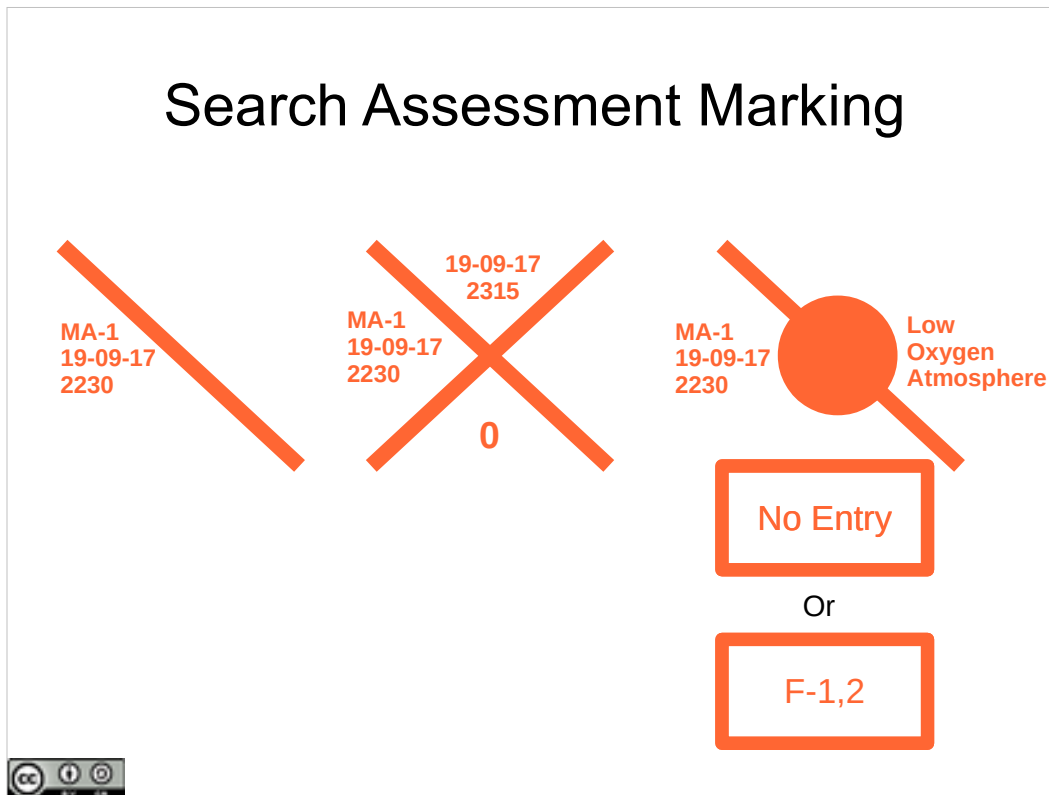 Search Assessment Marking
MA-1
19-09-17
2230
19-09-17
2315
MA-1
19-09-17
2230
0
MA-1
19-09-17
2230
Low
Oxygen
Atmosphere
No Entry
Or
F-1,2
cc